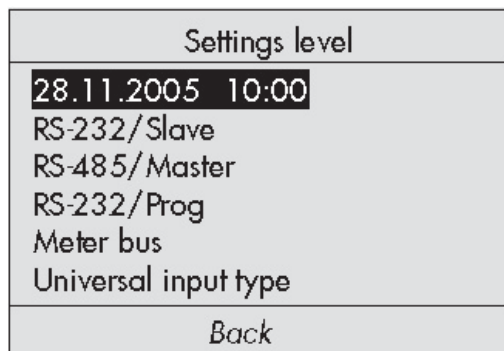 Settings level
28.11.2005 10:00
RS-232/Slave
RS-485/Master
RS-232/Prog
Meter bus
Universal input type
Back